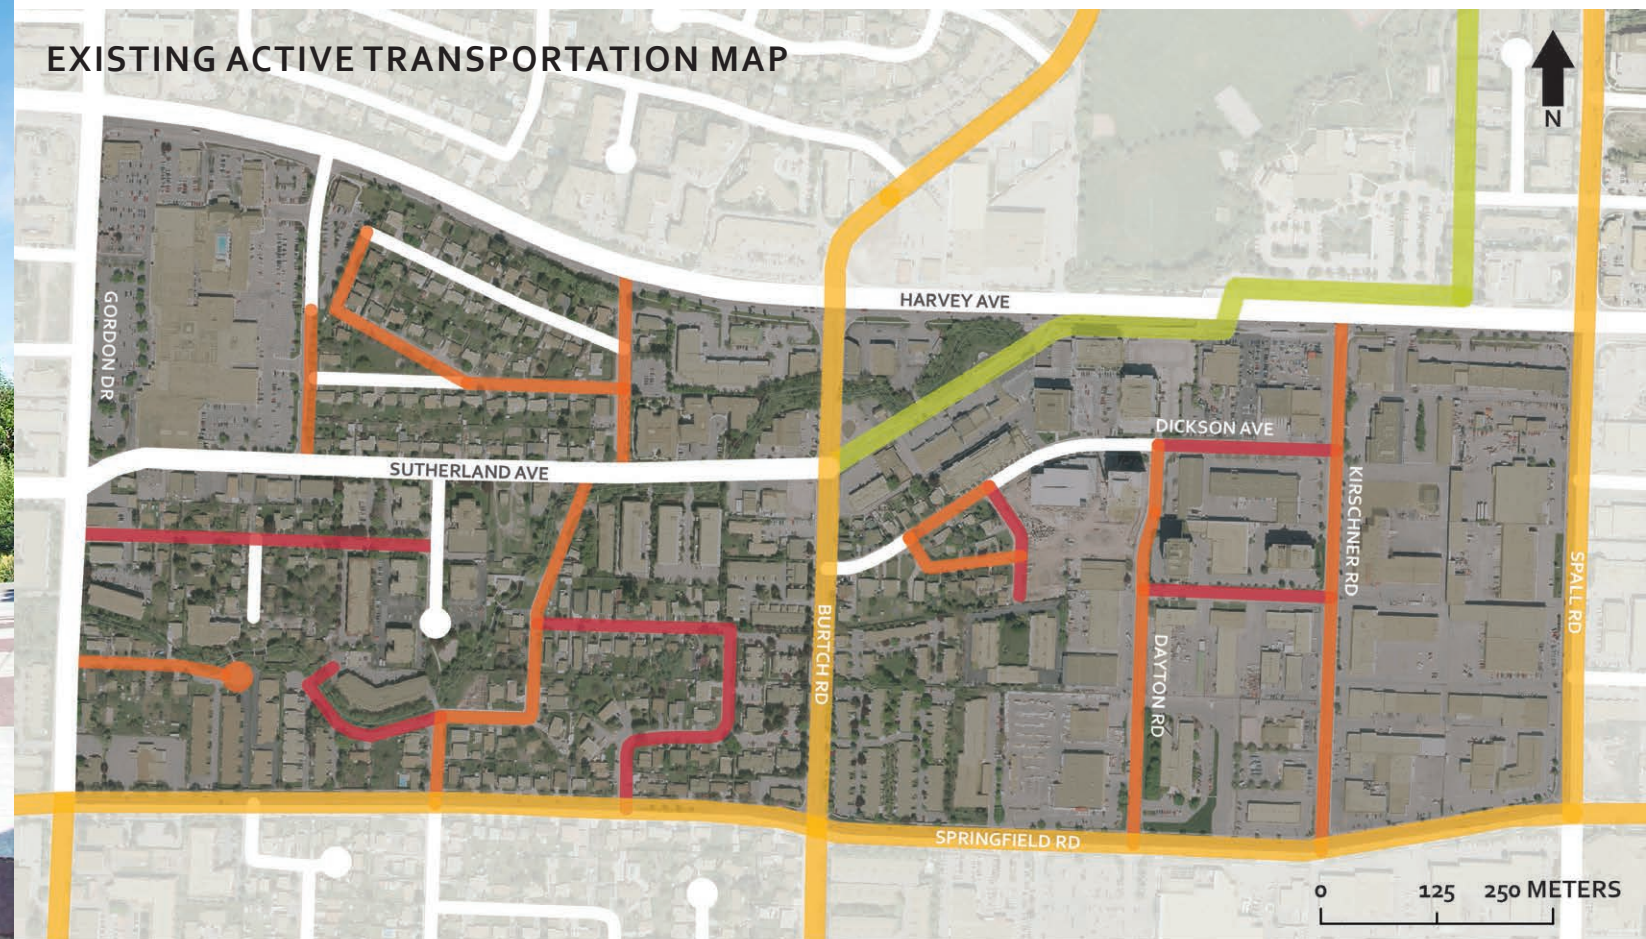 EXISTING ACTIVE TRANSPORTATION MAP
N
HARVEY AVE
GORDON DR
DICKSON AVE
SUTHERLAND AVE
KIRSCHNER RD
SPALL RD
BURTCH RD
DAYTON RD
SPRINGFIELD RD
0 125 250 METERS